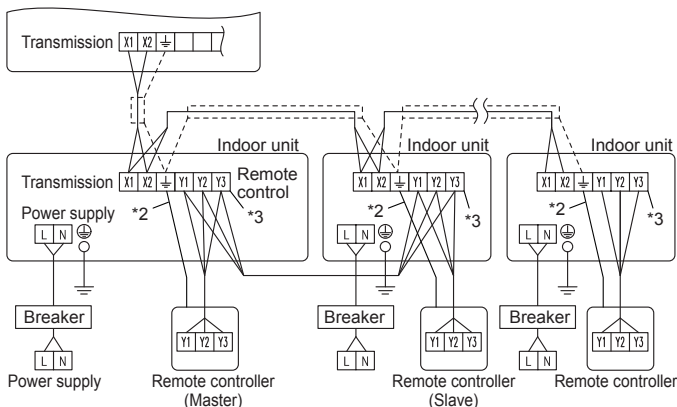 Transmission X1 X2 ⏚
Indoor unit Indoor unit Indoor unit
Transmission X1 X2 ⏚ Y1 Y2 Y3 Remote control
X1 X2 ⏚ Y1 Y2 Y3
X1 X2 ⏚ Y1 Y2 Y3
*2 *3 *2 *3 *2 *3
Power supply
L N L N L N
Breaker Breaker Breaker
Y1 Y2 Y3 Y1 Y2 Y3 Y1 Y2 Y3
L N L N L N
Power supply
Remote controller
(Master)
Remote controller
(Slave)
Remote controller